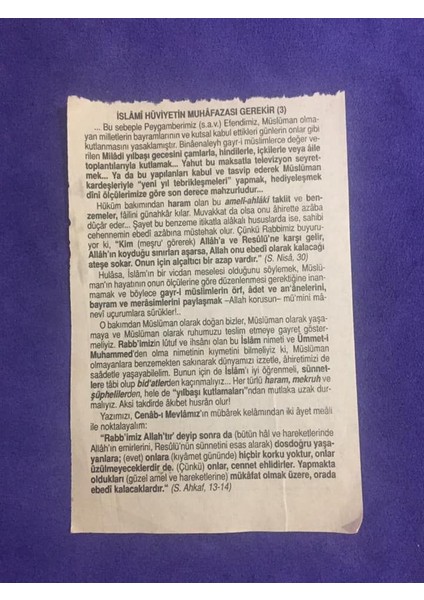 İSLÂMÎ HÜVİYETİN MUHÂFAZASI GEREKİR (3)
... Bu sebeple Peygamberimiz (s.a.v.) Efendimiz, Müslüman olma-
yan milletlerin bayramlarının ve kutsal kabul ettikleri günlerin onlar gibi
kutlanmasını yasaklamıştır. Binâenaleyh gayr-i müslimlerce değer ve-
rilen Milâdî yılbaşı gecesini çamlarla, hindilerle, içkilerle veya âile
toplantılarıyla kutlamak... Yahut bu maksatla televizyon seyret-
mek... Ya da bu yapılanları kabul ve tasvip ederek Müslüman
kardeşleriyle "yeni yıl tebrikleşmeleri" yapmak, hediyeleşmek
dînî ölçülerimize göre son derece mahzurludur...
Hüküm bakımından haram olan bu amelî-ahlâkî taklit ve ben-
zemeler, fâilini günahkâr kılar. Muvakkat da olsa onu âhirette azâba
dûçar eder... Şayet bu benzeme itikatla alâkalı hususlarda ise, sahibi
cehennemin ebedî azâbına müstehak olur. Çünkü Rabbimiz buyuru-
yor ki, "Kim (meşru' görerek) Allâh'a ve Resûlü'ne karşı gelir,
Allâh'ın koyduğu sınırları aşarsa, Allah onu ebedî olarak kalacağı
ateşe sokar. Onun için alçaltıcı bir azap vardır." (S. Nisâ, 30)
Hulâsa, İslâm'ın bir vicdan meselesi olduğunu söylemek, Müslü-
man'ın hayatının onun ölçülerine göre düzenlenmesi gerektiğine inan-
mamak ve böylece gayr-i müslimlerin örf, âdet ve an'anelerini,
bayram ve merâsimlerini paylaşmak –Allah korusun– mü'mini mâ-
nevî uçurumlara sürükler!..
O bakımdan Müslüman olarak doğan bizler, Müslüman olarak yaşa-
maya ve Müslüman olarak ruhumuzu teslim etmeye gayret göster-
meliyiz. Rabb'imizin lütuf ve ihsânı olan bu İslâm nimeti ve Ümmet-i
Muhammed'den olma nimetinin kıymetini bilmeliyiz ki, Müslüman
olmayanlara benzemekten sakınarak dünyamızı izzetle, âhiretimizi de
saâdetle yaşayabilelim. Bunun için de İslâm'ı iyi öğrenmeli, sünnet-
lere tâbi olup bid'atlerden kaçınmalıyız... Her türlü haram, mekruh ve
şüphelilerden, hele de "yılbaşı kutlamaları"ndan mutlaka uzak dur-
malıyız. Aksi takdirde âkıbet husrân olur!
Yazımızı, Cenâb-ı Mevlâmız'ın mübârek kelâmından iki âyet meâli
ile noktalayalım:
"Rabb'imiz Allah'tır' deyip sonra da (bütün hâl ve hareketlerinde
Allah'ın emirlerini, Resûlü'nün sünnetini esas alarak) dosdoğru yaşa-
yanlara; (evet) onlara (kıyâmet gününde) hiçbir korku yoktur, onlar
üzülmeyeceklerdir de. (Çünkü) onlar, cennet ehlidirler. Yapmakta
oldukları (güzel amel ve hareketlerine) mükâfat olmak üzere, orada
ebedî kalacaklardır." (S. Ahkaf, 13-14)